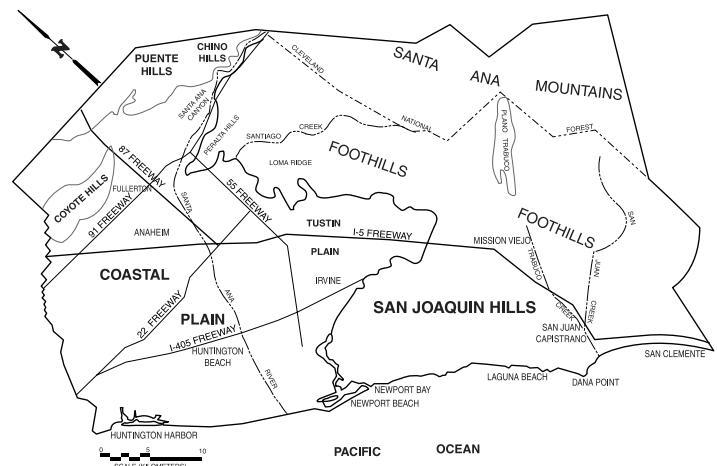 N
PUENTE
HILLS
CHINO
HILLS
SANTA ANA
CANYON
CLEVELAND
NATIONAL
FOREST
SANTA ANA MOUNTAINS
PERALTA HILLS
SANTIAGO CREEK
LOMA RIDGE
FOOTHILLS
PLANO TRABUCO
COYOTE HILLS
87 FREEWAY
FULLERTON
91 FREEWAY
ANAHEIM
SANTA ANA RIVER
55 FREEWAY
TUSTIN
PLAIN
I-5 FREEWAY
IRVINE
FOOTHILLS
SAN JUAN CREEK
MISSION VIEJO
TRABUCO CREEK
COASTAL
PLAIN
22 FREEWAY
I-405 FREEWAY
SAN JOAQUIN HILLS
HUNTINGTON
BEACH
SAN JUAN
CAPISTRANO
SAN CLEMENTE
LAGUNA BEACH
DANA POINT
NEWPORT BAY
NEWPORT BEACH
HUNTINGTON HARBOR
PACIFIC OCEAN
0 5 10
SCALE (KILOMETERS)